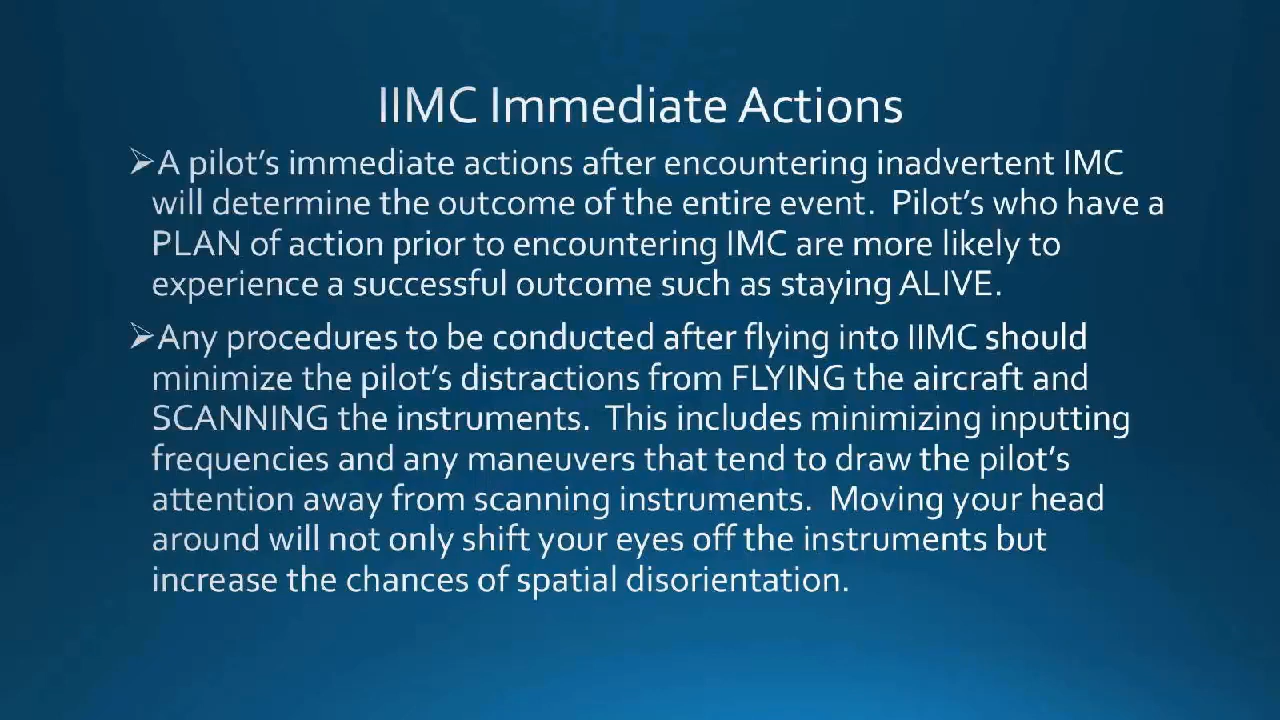 IIMC Immediate Actions
➢A pilot's immediate actions after encountering inadvertent IMC
will determine the outcome of the entire event.  Pilot's who have a
PLAN of action prior to encountering IMC are more likely to
experience a successful outcome such as staying ALIVE.
➢Any procedures to be conducted after flying into IIMC should
minimize the pilot's distractions from FLYING the aircraft and
SCANNING the instruments.  This includes minimizing inputting
frequencies and any maneuvers that tend to draw the pilot's
attention away from scanning instruments.  Moving your head
around will not only shift your eyes off the instruments but
increase the chances of spatial disorientation.